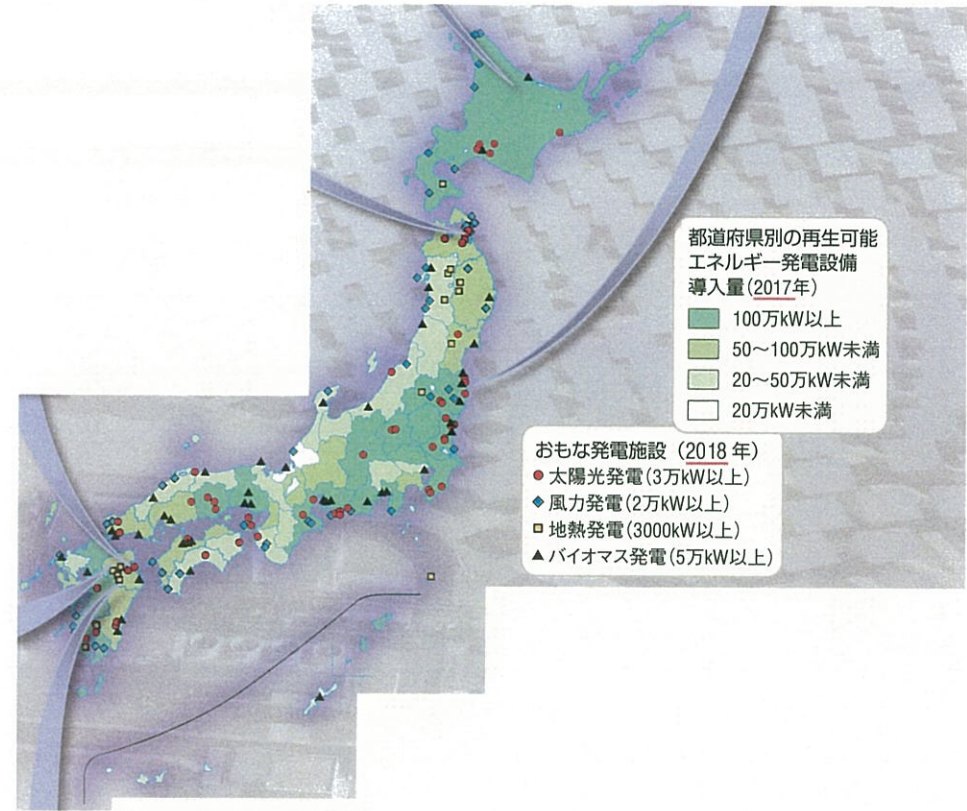 都道府県別の再生可能
エネルギー発電設備
導入量(2017年)
100万kW以上
50〜100万kW未満
20〜50万kW未満
20万kW未満
おもな発電施設(2018年)
太陽光発電(3万kW以上)
風力発電(2万kW以上)
地熱発電(3000kW以上)
バイオマス発電(5万kW以上)